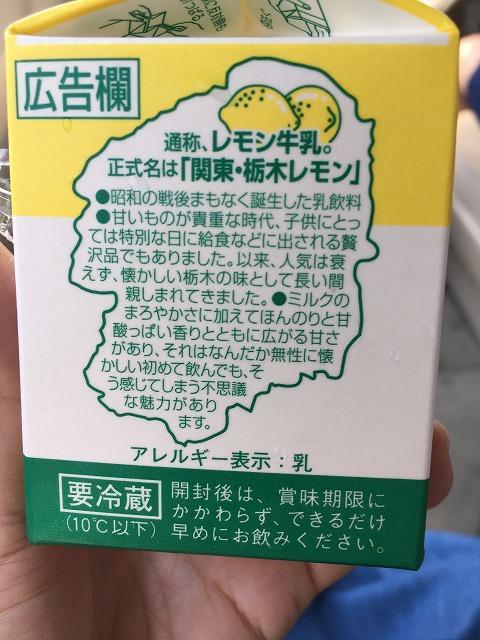 広告欄
通称、レモン牛乳。
正式名は「関東・栃木レモン」
●昭和の戦後まもなく誕生した乳飲料
●甘いものが貴重な時代、子供にとっ
ては特別な日に給食などに出される贅
沢品でもありました。以来、人気は衰
えず、懐かしい栃木の味として長い間
親しまれてきました。●ミルクの
まろやかさに加えてほんのりと甘
酸っぱい香りとともに広がる甘さ
があり、それはなんだか無性に懐
かしい初めて飲んでも、そ
う感じてしまう不思議
な魅力があり
ます。
アレルギー表示：乳
要冷蔵
(10℃以下)
開封後は、賞味期限に
かかわらず、できるだけ
早めにお飲みください。